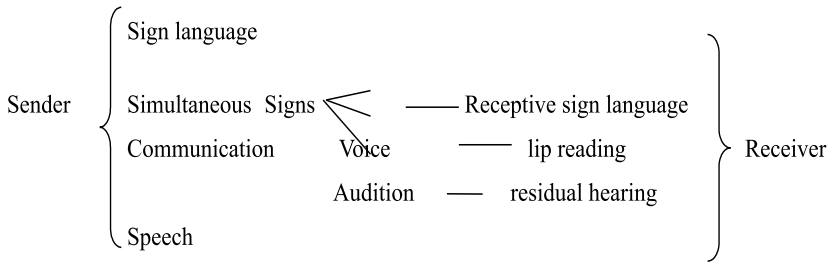 Sign language
Sender Simultaneous Signs Receptive sign language
Communication Voice lip reading Receiver
Audition residual hearing
Speech